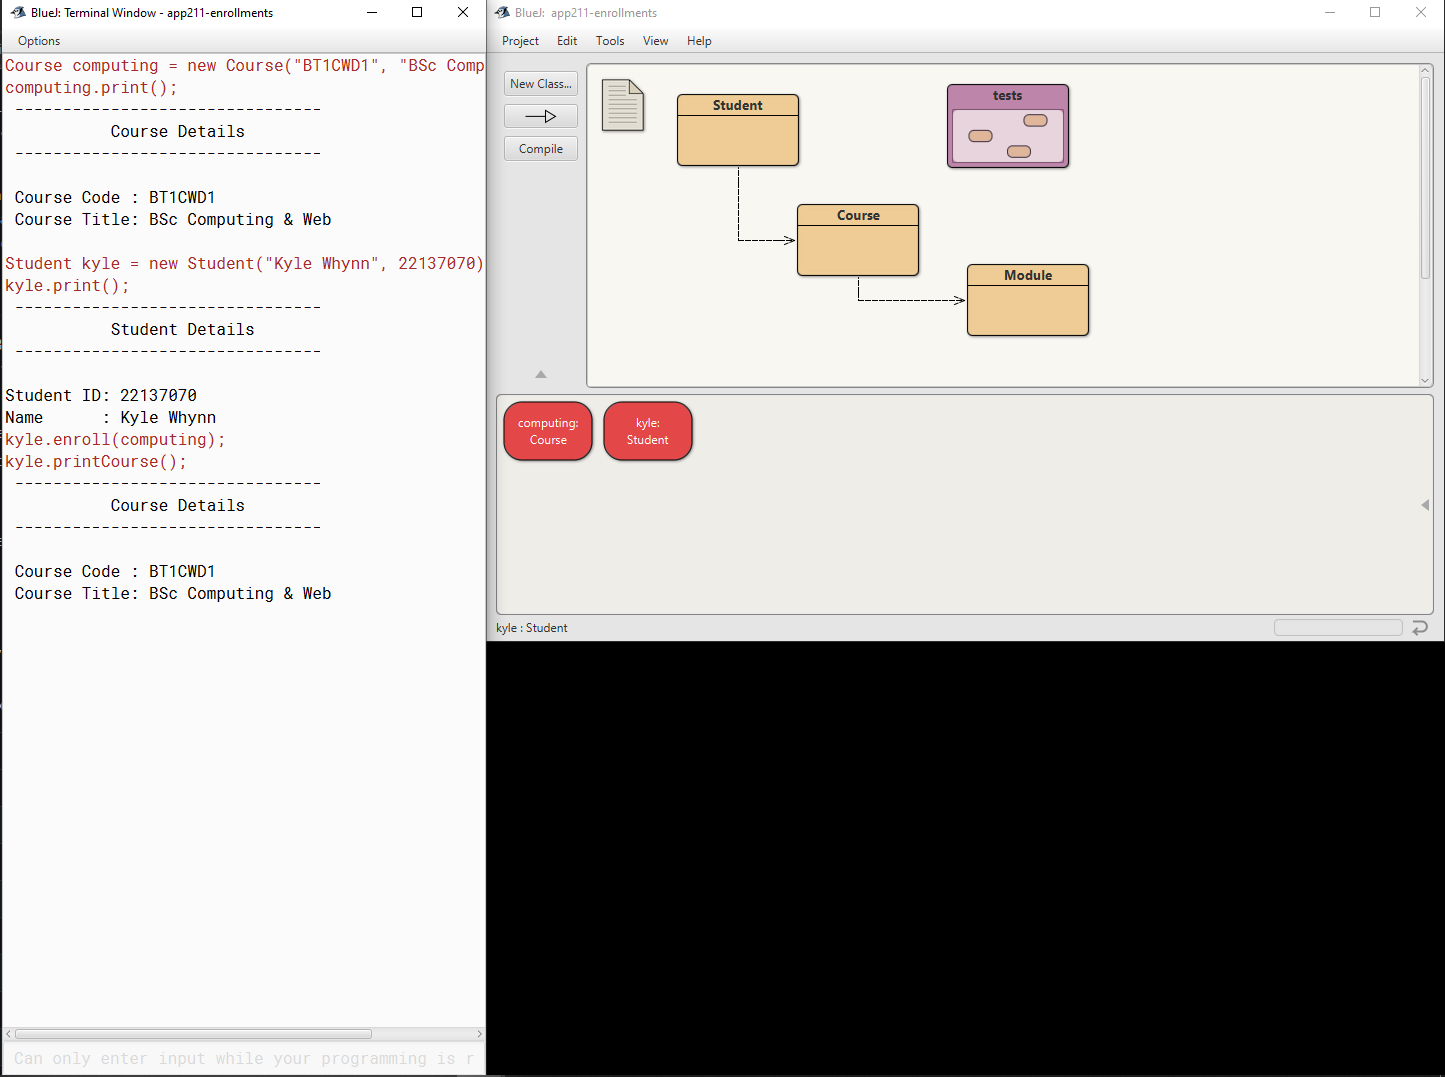 BlueJ: Terminal Window - app211-enrollments
Options
Course computing = new Course("BT1CWD1", "BSc Comp
computing.print();
--------------------------------
Course Details
--------------------------------
Course Code : BT1CWD1
Course Title: BSc Computing & Web
Student kyle = new Student("Kyle Whynn", 22137070)
kyle.print();
--------------------------------
Student Details
--------------------------------
Student ID: 22137070
Name      : Kyle Whynn
kyle.enroll(computing);
kyle.printCourse();
--------------------------------
Course Details
--------------------------------
Course Code : BT1CWD1
Course Title: BSc Computing & Web
Can only enter input while your programming is r
BlueJ: app211-enrollments
Project Edit Tools View Help
New Class...
Compile
Student
tests
Course
Module
computing:
Course
kyle:
Student
kyle : Student